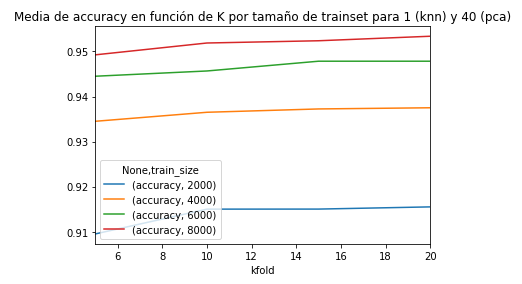 Media de accuracy en función de K por tamaño de trainset para 1 (knn) y 40 (pca)
0.95
0.94
0.93
0.92
0.91
None,train_size
(accuracy, 2000)
(accuracy, 4000)
(accuracy, 6000)
(accuracy, 8000)
6 8 10 12 14 16 18 20
kfold